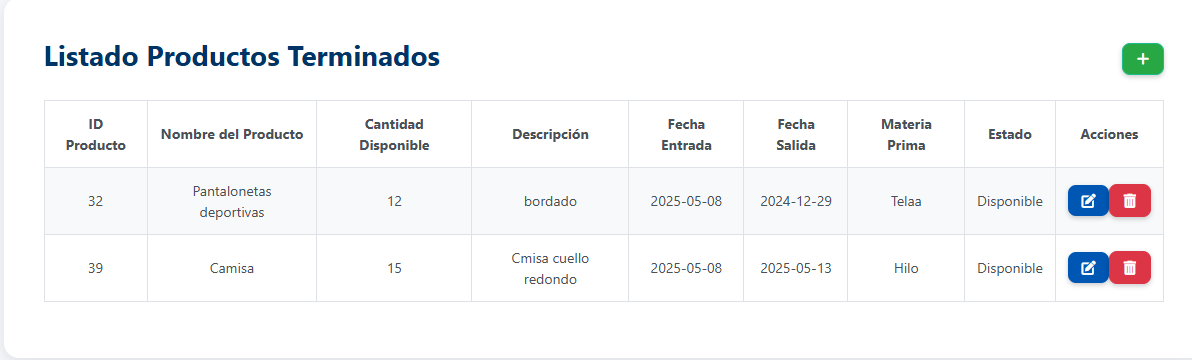 Listado Productos Terminados
+
ID Producto Nombre del Producto Cantidad Disponible Descripción Fecha Entrada Fecha Salida Materia Prima Estado Acciones
32 Pantalonetas deportivas 12 bordado 2025-05-08 2024-12-29 Telaa Disponible
39 Camisa 15 Cmisa cuello redondo 2025-05-08 2025-05-13 Hilo Disponible